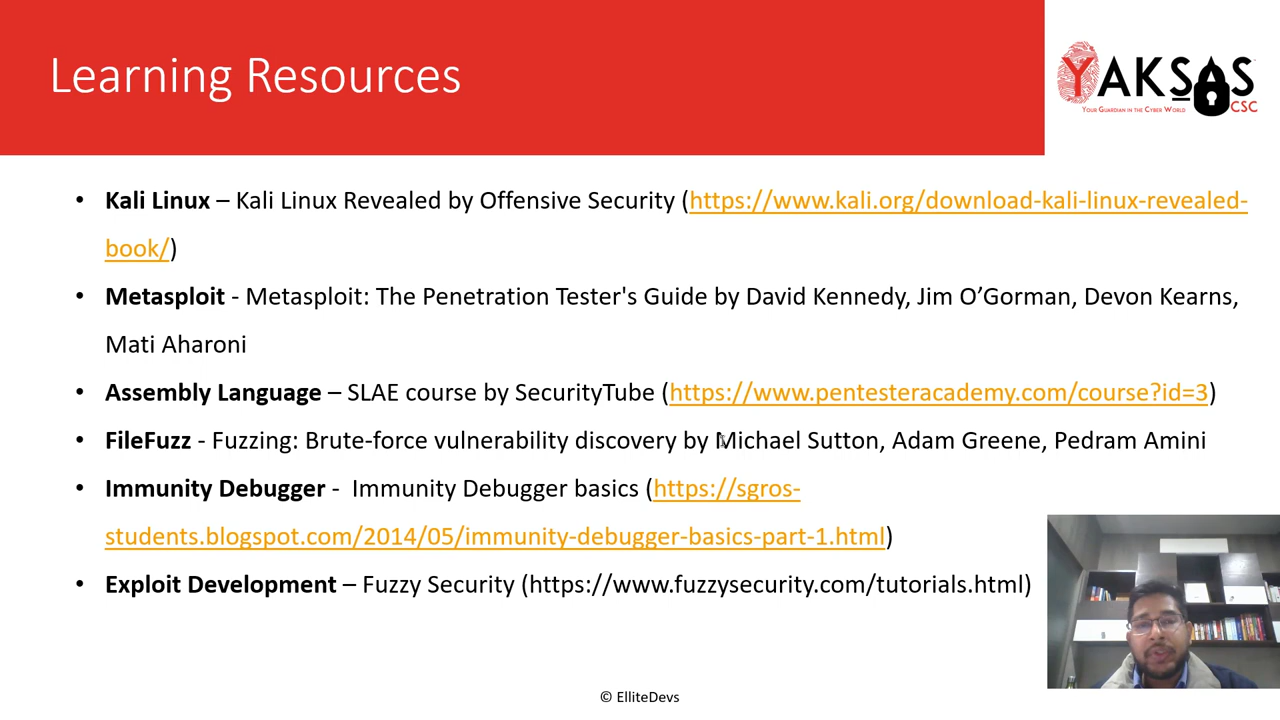 Learning Resources
YAKSAS
CSC
YOUR GUARDIAN IN THE CYBER WORLD
• Kali Linux – Kali Linux Revealed by Offensive Security (https://www.kali.org/download-kali-linux-revealed-
book/)
• Metasploit - Metasploit: The Penetration Tester's Guide by David Kennedy, Jim O’Gorman, Devon Kearns,
Mati Aharoni
• Assembly Language – SLAE course by SecurityTube (https://www.pentesteracademy.com/course?id=3)
• FileFuzz - Fuzzing: Brute-force vulnerability discovery by Michael Sutton, Adam Greene, Pedram Amini
• Immunity Debugger - Immunity Debugger basics (https://sgros-
students.blogspot.com/2014/05/immunity-debugger-basics-part-1.html)
• Exploit Development – Fuzzy Security (https://www.fuzzysecurity.com/tutorials.html)
© ElliteDevs